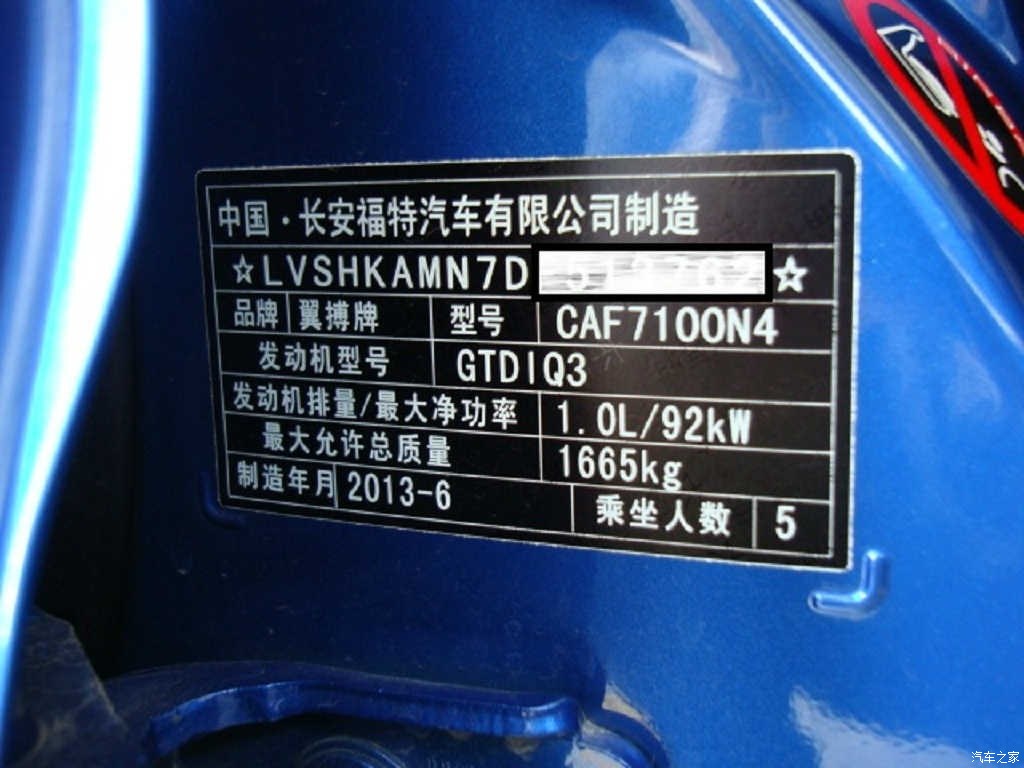 中国·长安福特汽车有限公司制造
☆LVSHKAMN7D ☆
品牌 翼搏牌 型号 CAF7100N4
发动机型号 GTDIQ3
发动机排量/最大净功率 1.0L/92kW
最大允许总质量 1665kg
制造年月 2013-6 乘坐人数 5
汽车之家